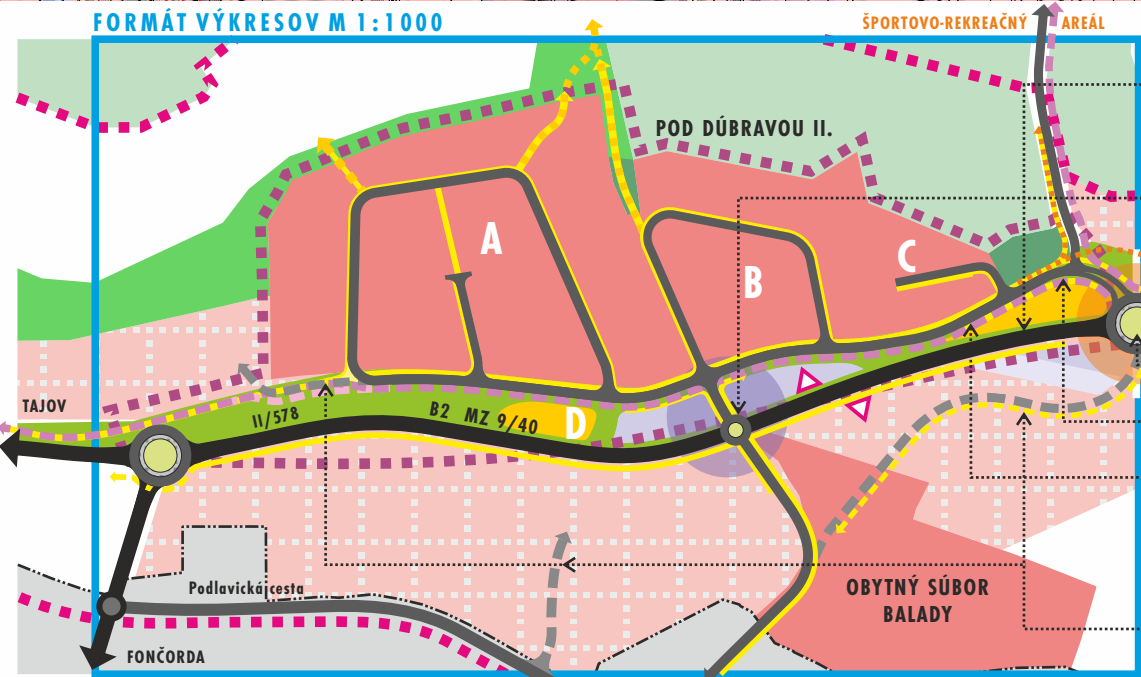 FORMÁT VÝKRESOV M 1:1000
ŠPORTOVO-REKREAČNÝ AREÁL
POD DÚBRAVOU II.
A
B
C
TAJOV
II/578
B2 MZ 9/40
D
Podlavická cesta
OBYTNÝ SÚBOR
BALADY
FONČORDA